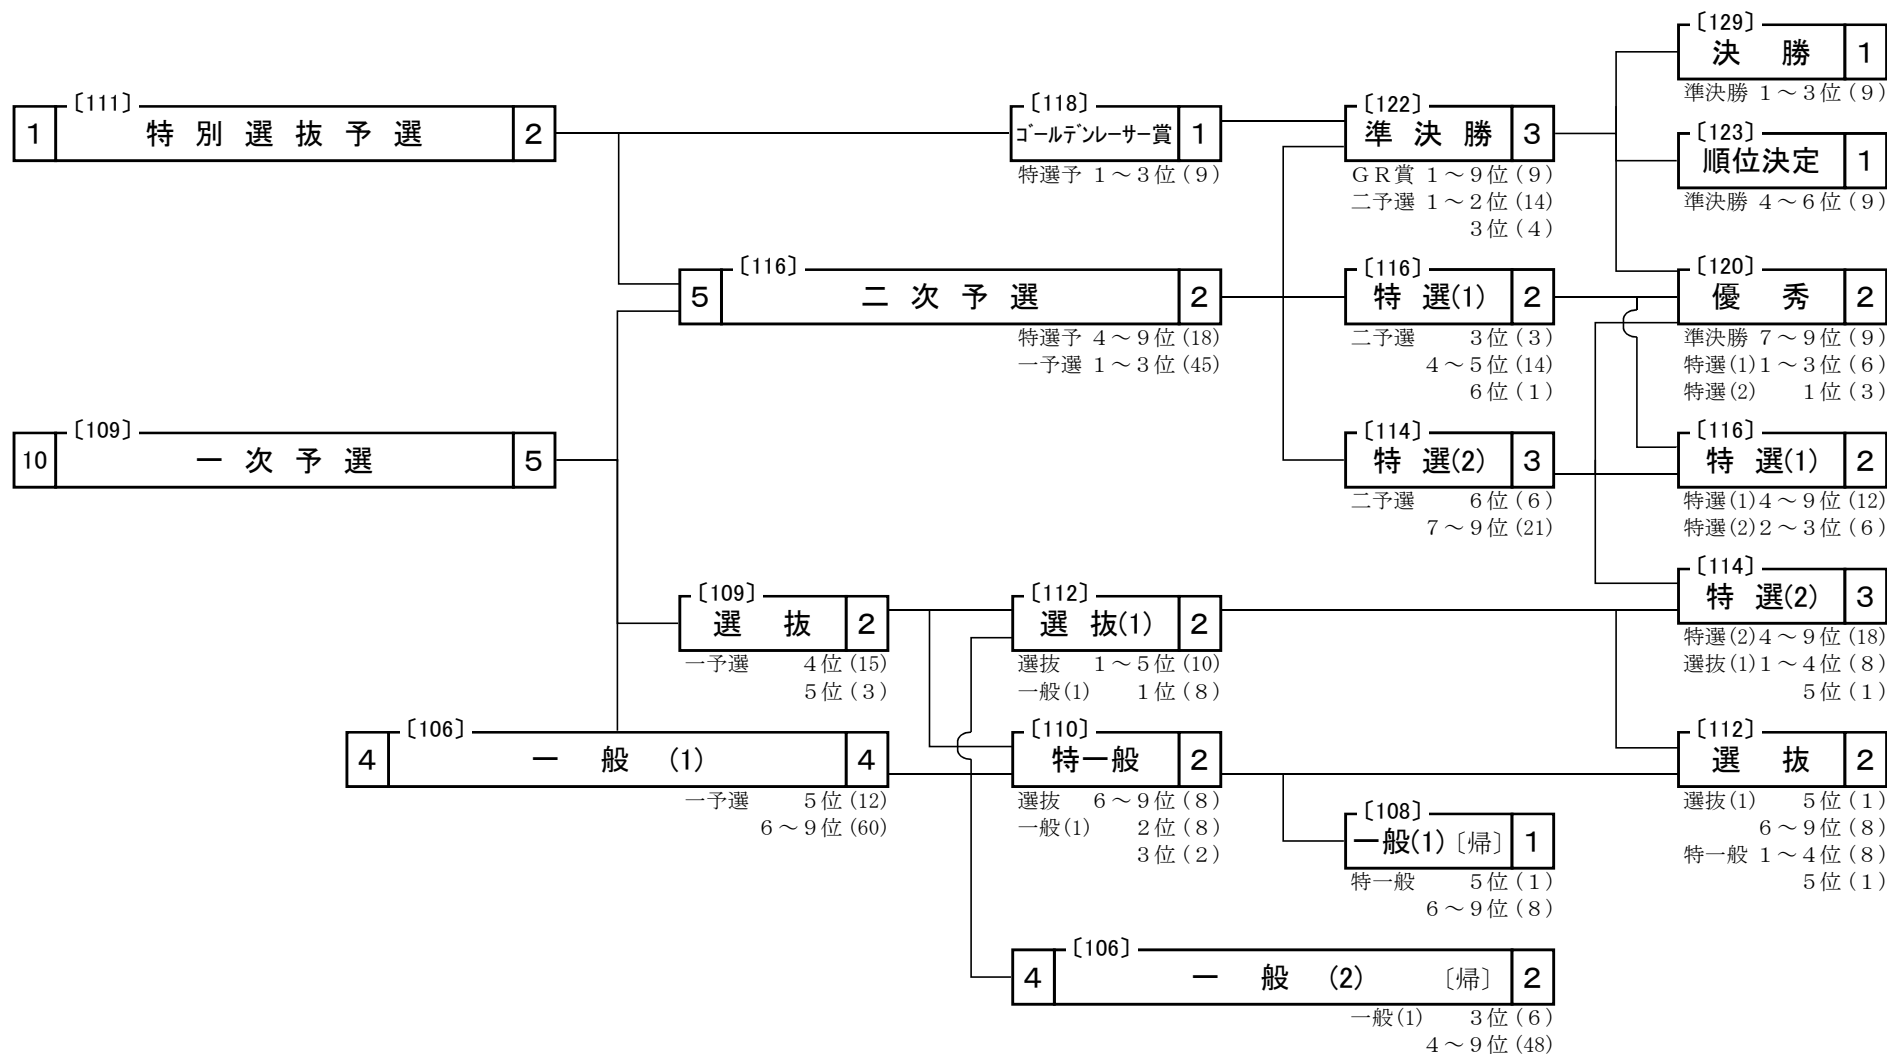 〔129〕
決 勝 1
準決勝 1～3位(9)
〔111〕
1 特 別 選 抜 予 選 2
〔118〕
ゴールデンレーサー賞 1
特選予 1～3位(9)
〔122〕
準 決 勝 3
ＧＲ賞 1～9位(9)
二予選 1～2位(14)
3位(4)
〔123〕
順位決定 1
準決勝 4～6位(9)
〔116〕
5 二 次 予 選 2
特選予 4～9位(18)
一予選 1～3位(45)
〔116〕
特 選(1) 2
二予選 3位(3)
4～5位(14)
6位(1)
〔120〕
優 秀 2
準決勝 7～9位(9)
特選(1)1～3位(6)
特選(2) 1位(3)
〔109〕
10 一 次 予 選 5
〔114〕
特 選(2) 3
二予選 6位(6)
7～9位(21)
〔116〕
特 選(1) 2
特選(1)4～9位(12)
特選(2)2～3位(6)
〔109〕
選 抜 2
一予選 4位(15)
5位(3)
〔112〕
選 抜(1) 2
選抜 1～5位(10)
一般(1) 1位(8)
〔114〕
特 選(2) 3
特選(2)4～9位(18)
選抜(1)1～4位(8)
5位(1)
〔106〕
4 一 般 (1) 4
一予選 5位(12)
6～9位(60)
〔110〕
特一般 2
選抜 6～9位(8)
一般(1) 2位(8)
3位(2)
〔108〕
一般(1)〔帰〕 1
特一般 5位(1)
6～9位(8)
〔112〕
選 抜 2
選抜(1) 5位(1)
6～9位(8)
特一般 1～4位(8)
5位(1)
〔106〕
4 一 般 (2) 〔帰〕 2
一般(1) 3位(6)
4～9位(48)